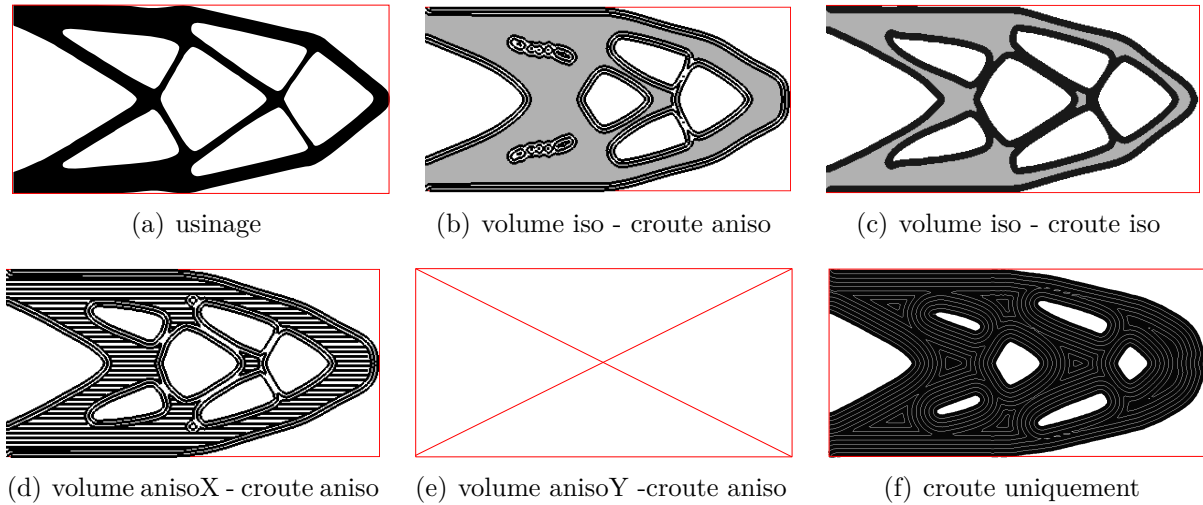 (a) usinage
(b) volume iso - croute aniso
(c) volume iso - croute iso
(d) volume anisoX - croute aniso
(e) volume anisoY -croute aniso
(f) croute uniquement